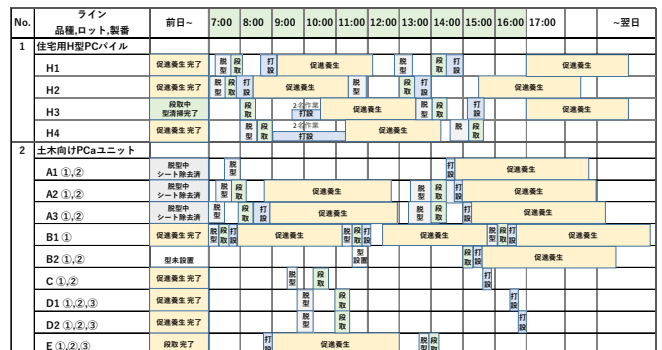 No. ライン 前日~ 7:00 8:00 9:00 10:00 11:00 12:00 13:00 14:00 15:00 16:00 17:00 ~翌日
品種,ロット,製番
1 住宅用H型PCパイル
H1 促進養生 完了 脱型 段取 打設 促進養生 脱型 段取 打設 促進養生
H2 促進養生 完了 脱型 段取 打設 促進養生 脱型 段取 打設 促進養生
H3 段取中 型清掃完了 段取 2名作業 打設 促進養生 脱型 段取 打設 促進養生
H4 促進養生 完了 脱型 段取 2名作業 打設 促進養生 脱 段取
2 土木向けPCaユニット
A1 ①,② 脱型中 シート除去済 脱型 打設 促進養生
A2 ①,② 脱型中 シート除去済 脱型 段取 促進養生 脱型 段取 打設 促進養生
A3 ①,② 脱型中 シート除去済 脱型 段取 打設 促進養生 脱型 段取 打設 促進養生
B1 ① 促進養生 完了 脱型 段取 打設 促進養生 脱型 段取 打設 促進養生 脱型 段取 打設 促進養生
B2 ①,② 型未設置 型設置 段取 打設 促進養生
C ①,② 促進養生 完了 脱型 段取 打設
D1 ①,②,③ 促進養生 完了 脱型 段取 打設
D2 ①,②,③ 促進養生 完了 脱型 段取 打設
E ①,②,③ 段取 完了 打設 促進養生 脱型 段取